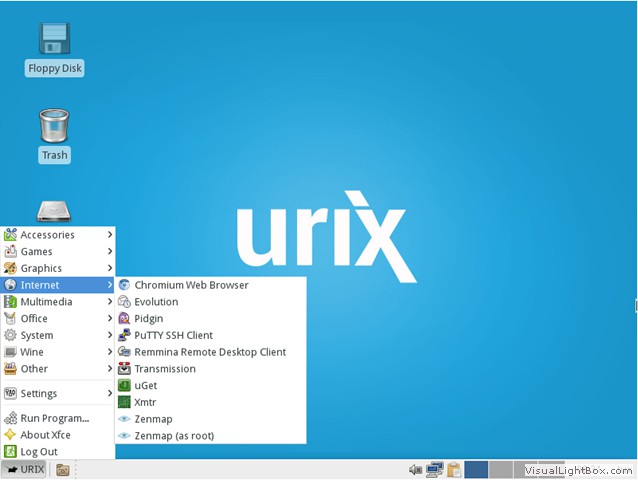 Floppy Disk
Trash
urix
Accessories
Games
Graphics
Internet
Multimedia
Office
System
Wine
Other
Settings
Run Program...
About Xfce
Log Out
Chromium Web Browser
Evolution
Pidgin
PuTTY SSH Client
Remmina Remote Desktop Client
Transmission
uGet
Xmtr
Zenmap
Zenmap (as root)
URIX
VisualLightBox.com